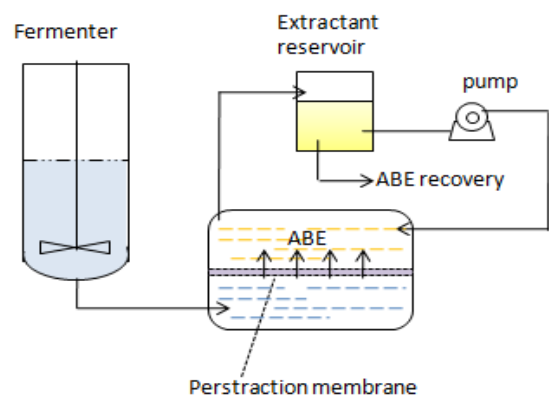 Fermenter
Extractant
reservoir
pump
ABE recovery
ABE
Perstraction membrane